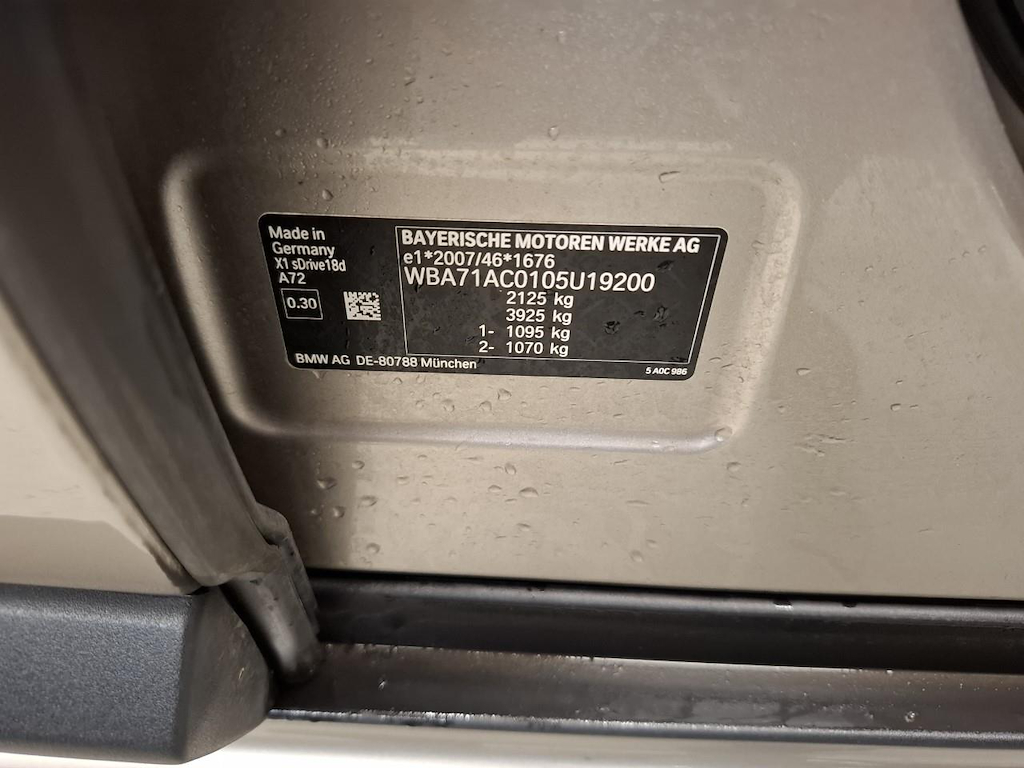 Made in
Germany
X1 sDrive18d
A72
0.30
BAYERISCHE MOTOREN WERKE AG
e1*2007/46*1676
WBA71AC0105U19200
2125 kg
3925 kg
1- 1095 kg
2- 1070 kg
BMW AG DE-80788 München
5 A0C 986